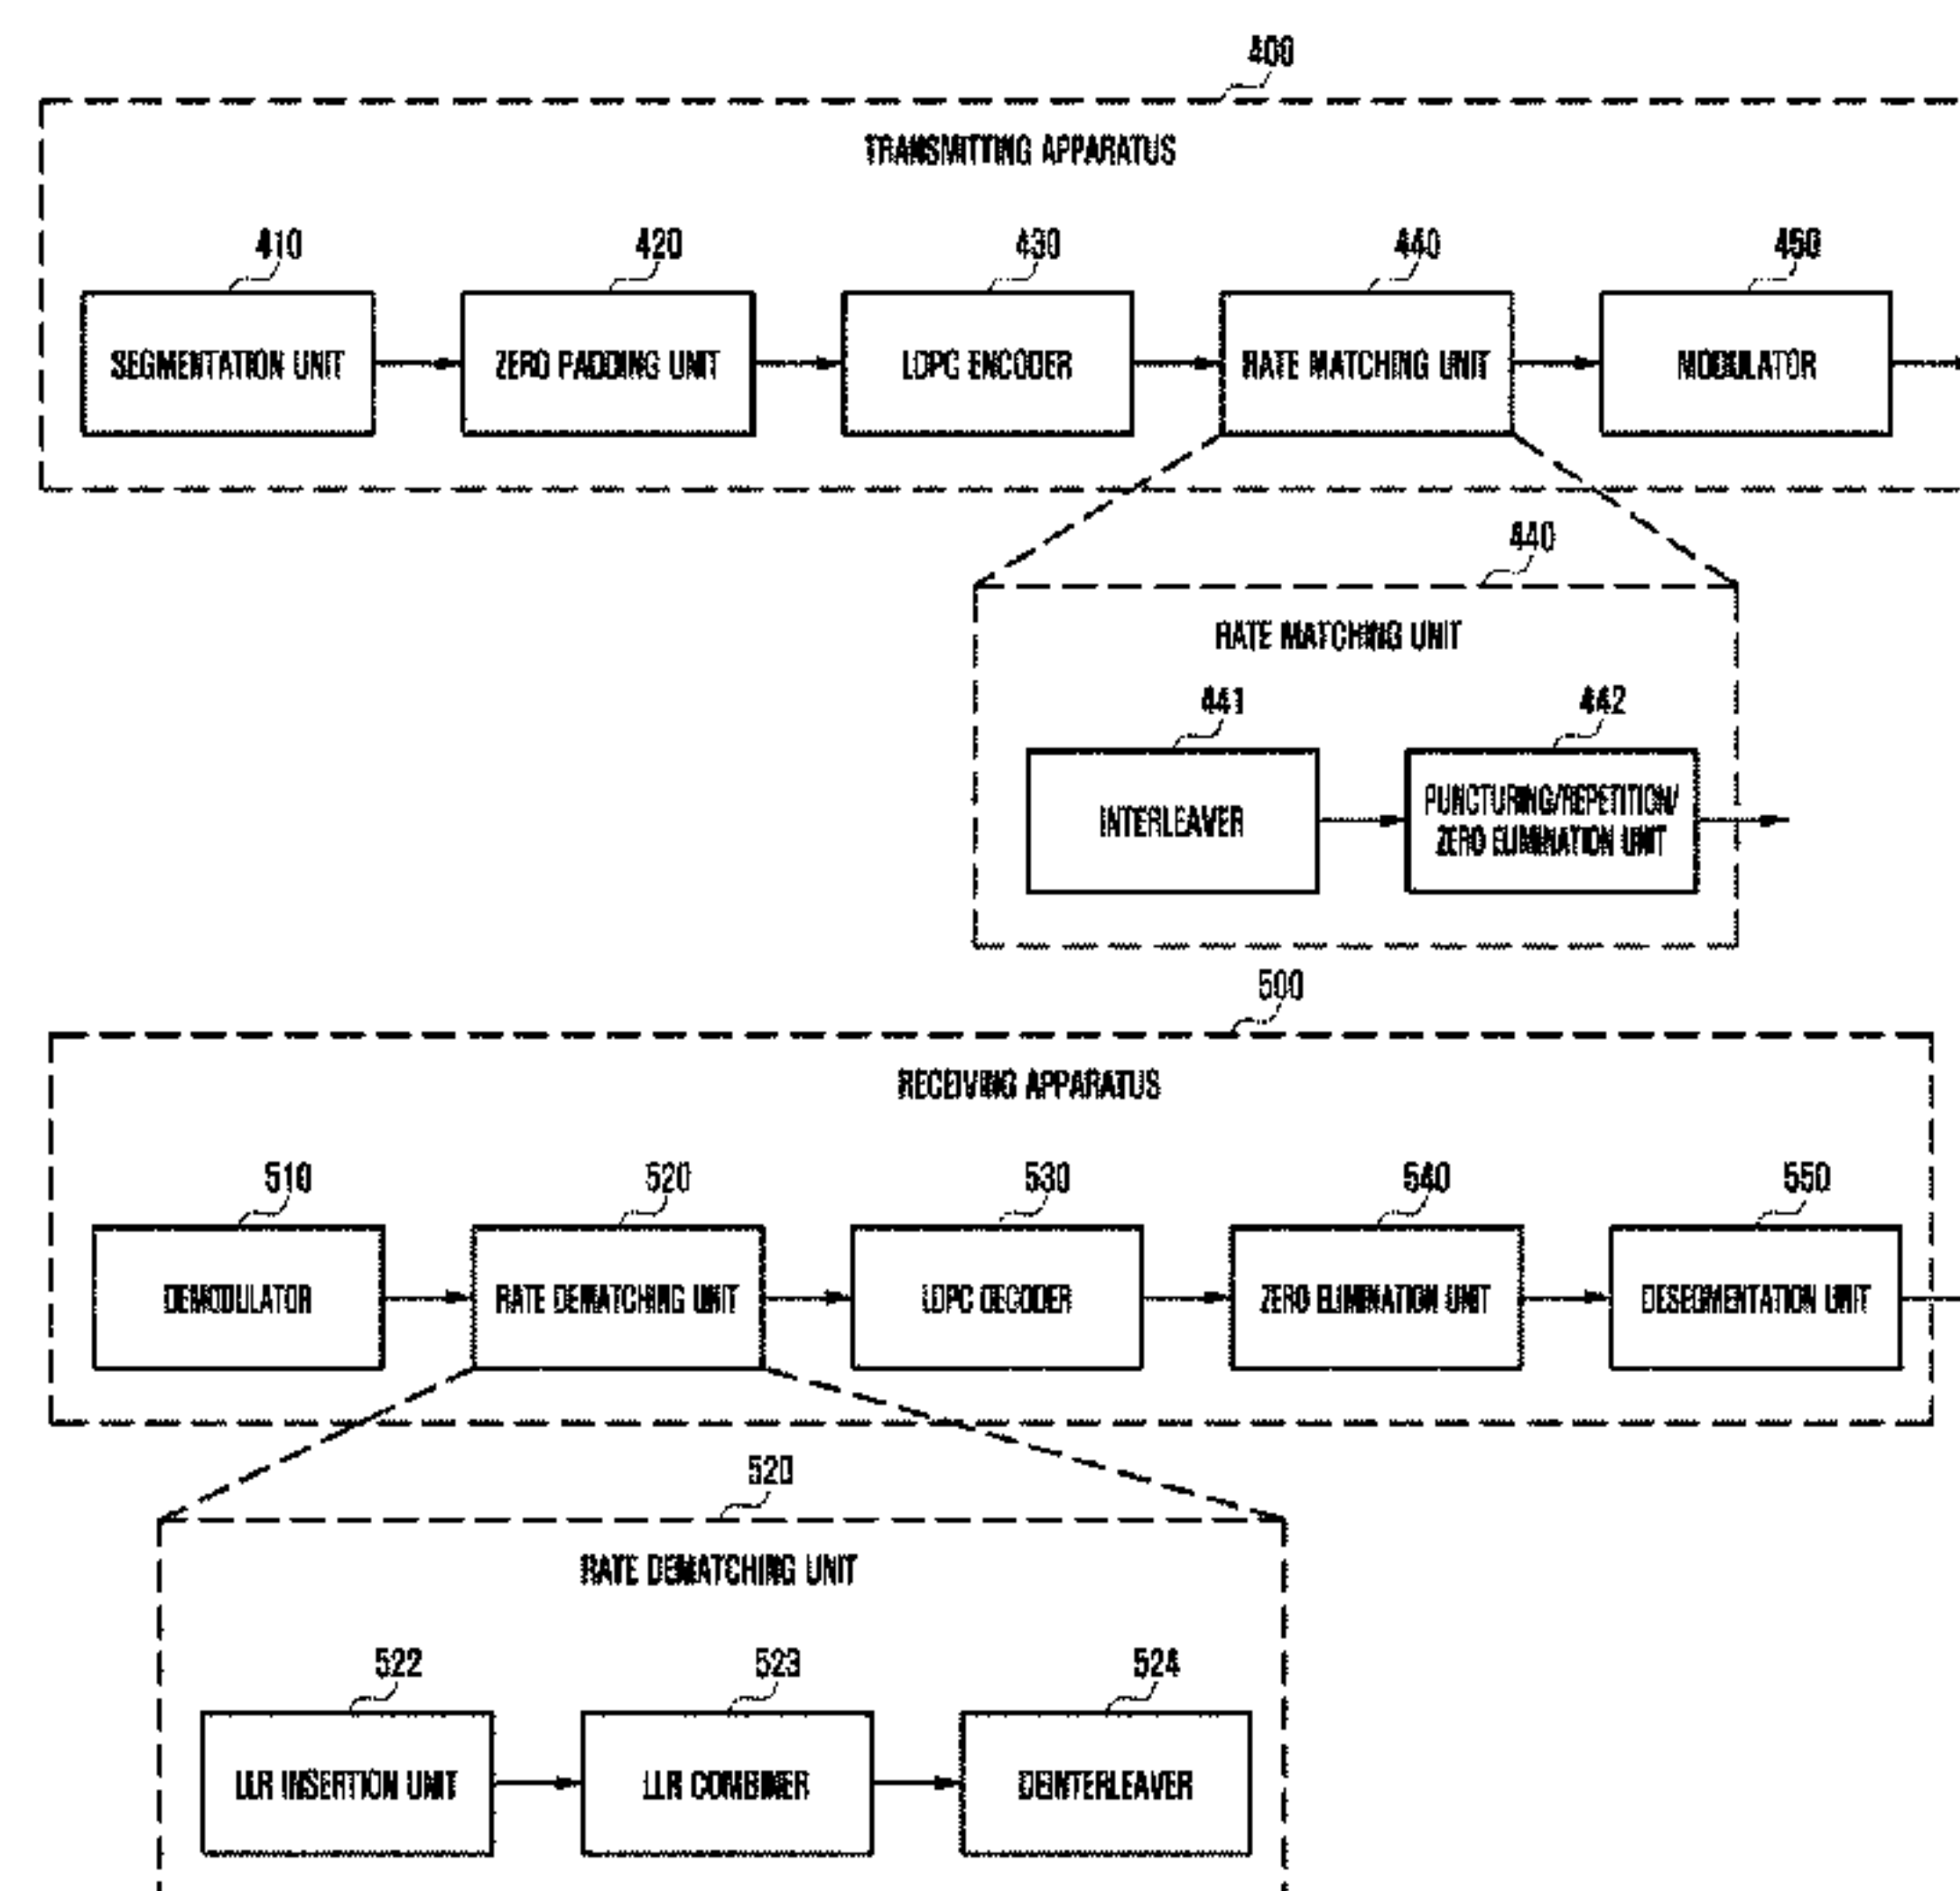 400
TRANSMITTING APPARATUS
410 420 430 440 450
SEGMENTATION UNIT ZERO PADDING UNIT LDPC ENCODER RATE MATCHING UNIT MODULATOR
440
RATE MATCHING UNIT
441 442
INTERLEAVER
PUNCTURING/REPETITION/
ZERO ELIMINATION UNIT
500
RECEIVING APPARATUS
510 520 530 540 550
DEMODULATOR RATE DEMATCHING UNIT LDPC DECODER ZERO ELIMINATION UNIT DESEGMENTATION UNIT
520
RATE DEMATCHING UNIT
522 523 524
LLR INSERTION UNIT LLR COMBINER DEINTERLEAVER